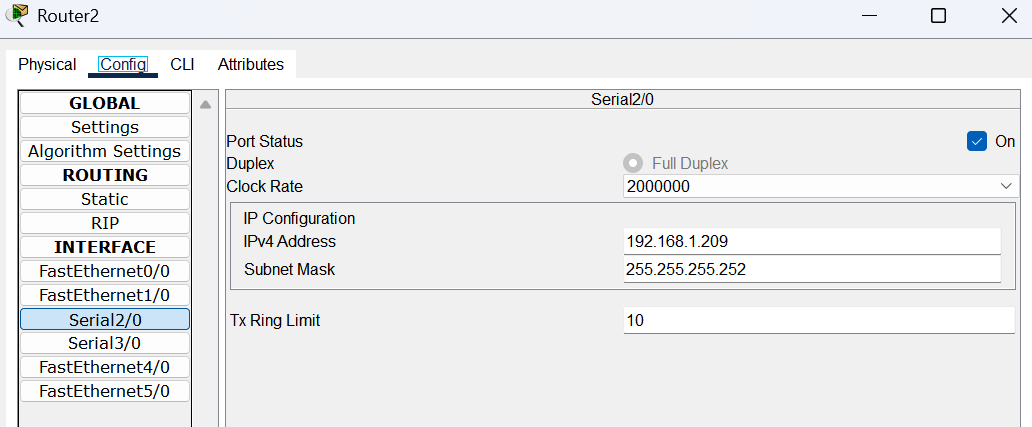 Router2
Physical Config CLI Attributes
GLOBAL
Settings
Algorithm Settings
ROUTING
Static
RIP
INTERFACE
FastEthernet0/0
FastEthernet1/0
Serial2/0
Serial3/0
FastEthernet4/0
FastEthernet5/0
Serial2/0
Port Status On
Duplex Full Duplex
Clock Rate 2000000
IP Configuration
IPv4 Address 192.168.1.209
Subnet Mask 255.255.255.252
Tx Ring Limit 10